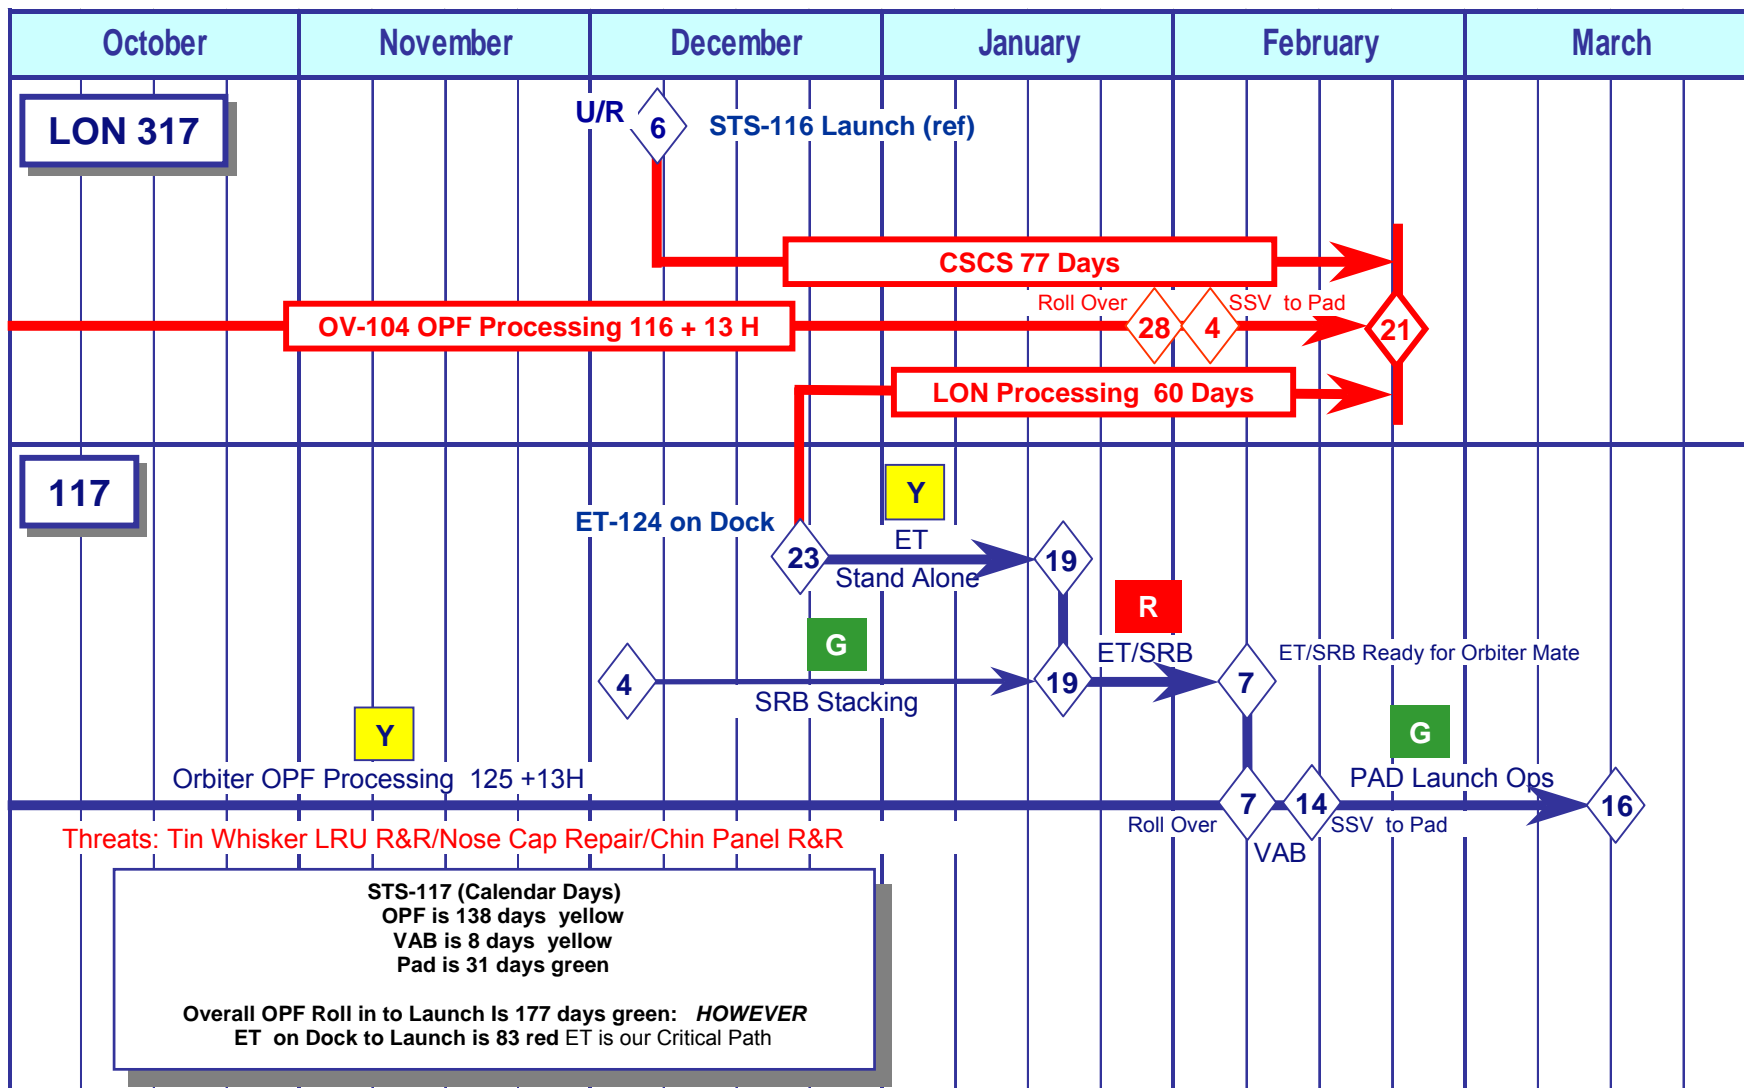 October November December January February March
LON 317
U/R 6 STS-116 Launch (ref)
CSCS 77 Days
Roll Over SSV to Pad
OV-104 OPF Processing 116 + 13 H 28 4 21
LON Processing 60 Days
117
Y
ET-124 on Dock
ET
23 19
Stand Alone
R
G
ET/SRB ET/SRB Ready for Orbiter Mate
4 19 7
SRB Stacking
Y G
Orbiter OPF Processing 125 +13H PAD Launch Ops
7 14 16
Roll Over SSV to Pad
Threats: Tin Whisker LRU R&R/Nose Cap Repair/Chin Panel R&R
VAB
STS-117 (Calendar Days)
OPF is 138 days yellow
VAB is 8 days yellow
Pad is 31 days green
Overall OPF Roll in to Launch Is 177 days green: HOWEVER
ET on Dock to Launch is 83 red ET is our Critical Path